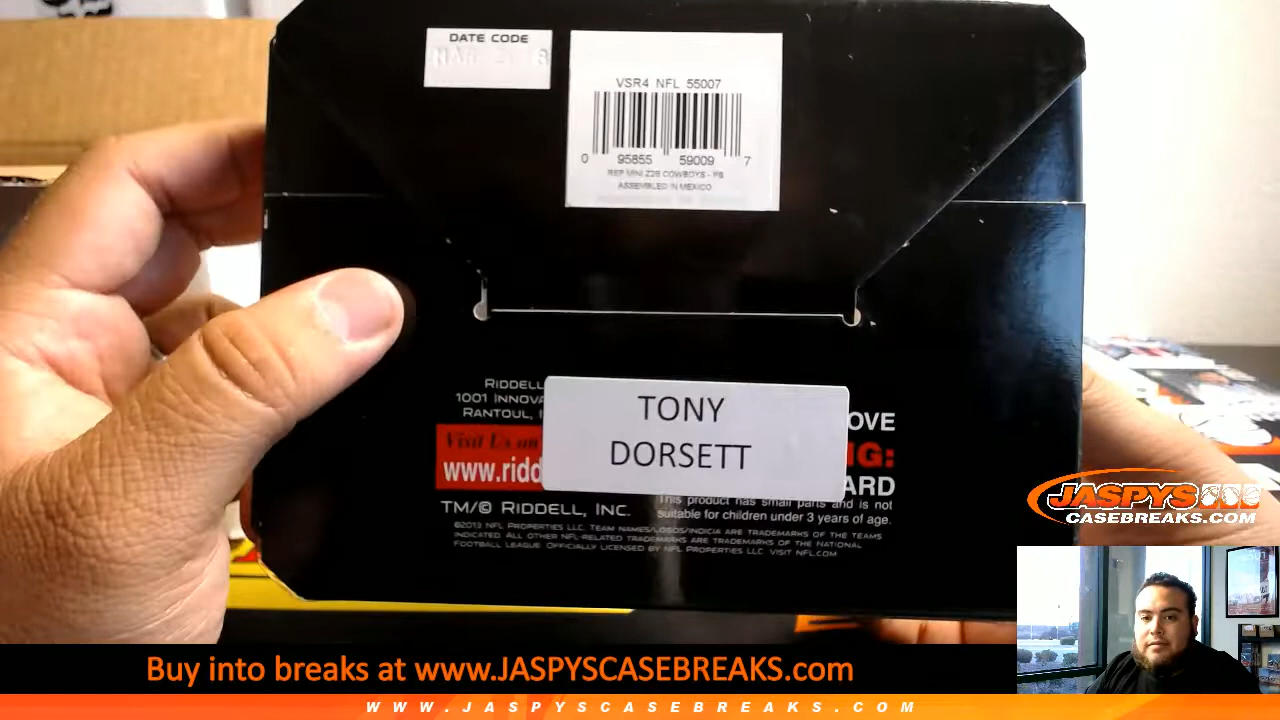 DATE CODE
VSR4 NFL 55007
0 95855 59009 7
REP MINI Z2B COWBOYS - PB
ASSEMBLED IN MEXICO
RIDDELL
1001 INNOVA
RANTOUL, I
TONY
DORSETT
OVE
G:
ARD
Visit Us on
www.ridd
This product has small parts and is not
suitable for children under 3 years of age.
TM/© RIDDELL, INC.
©2013 NFL PROPERTIES LLC. TEAM NAMES/LOGOS/INDICIA ARE TRADEMARKS OF THE TEAMS
INDICATED. ALL OTHER NFL-RELATED TRADEMARKS ARE TRADEMARKS OF THE NATIONAL
FOOTBALL LEAGUE. OFFICIALLY LICENSED BY NFL PROPERTIES LLC. VISIT NFL.COM
JASPYS
CASEBREAKS.COM
Buy into breaks at www.JASPYSCASEBREAKS.com
WWW.JASPYSCASEBREAKS.COM